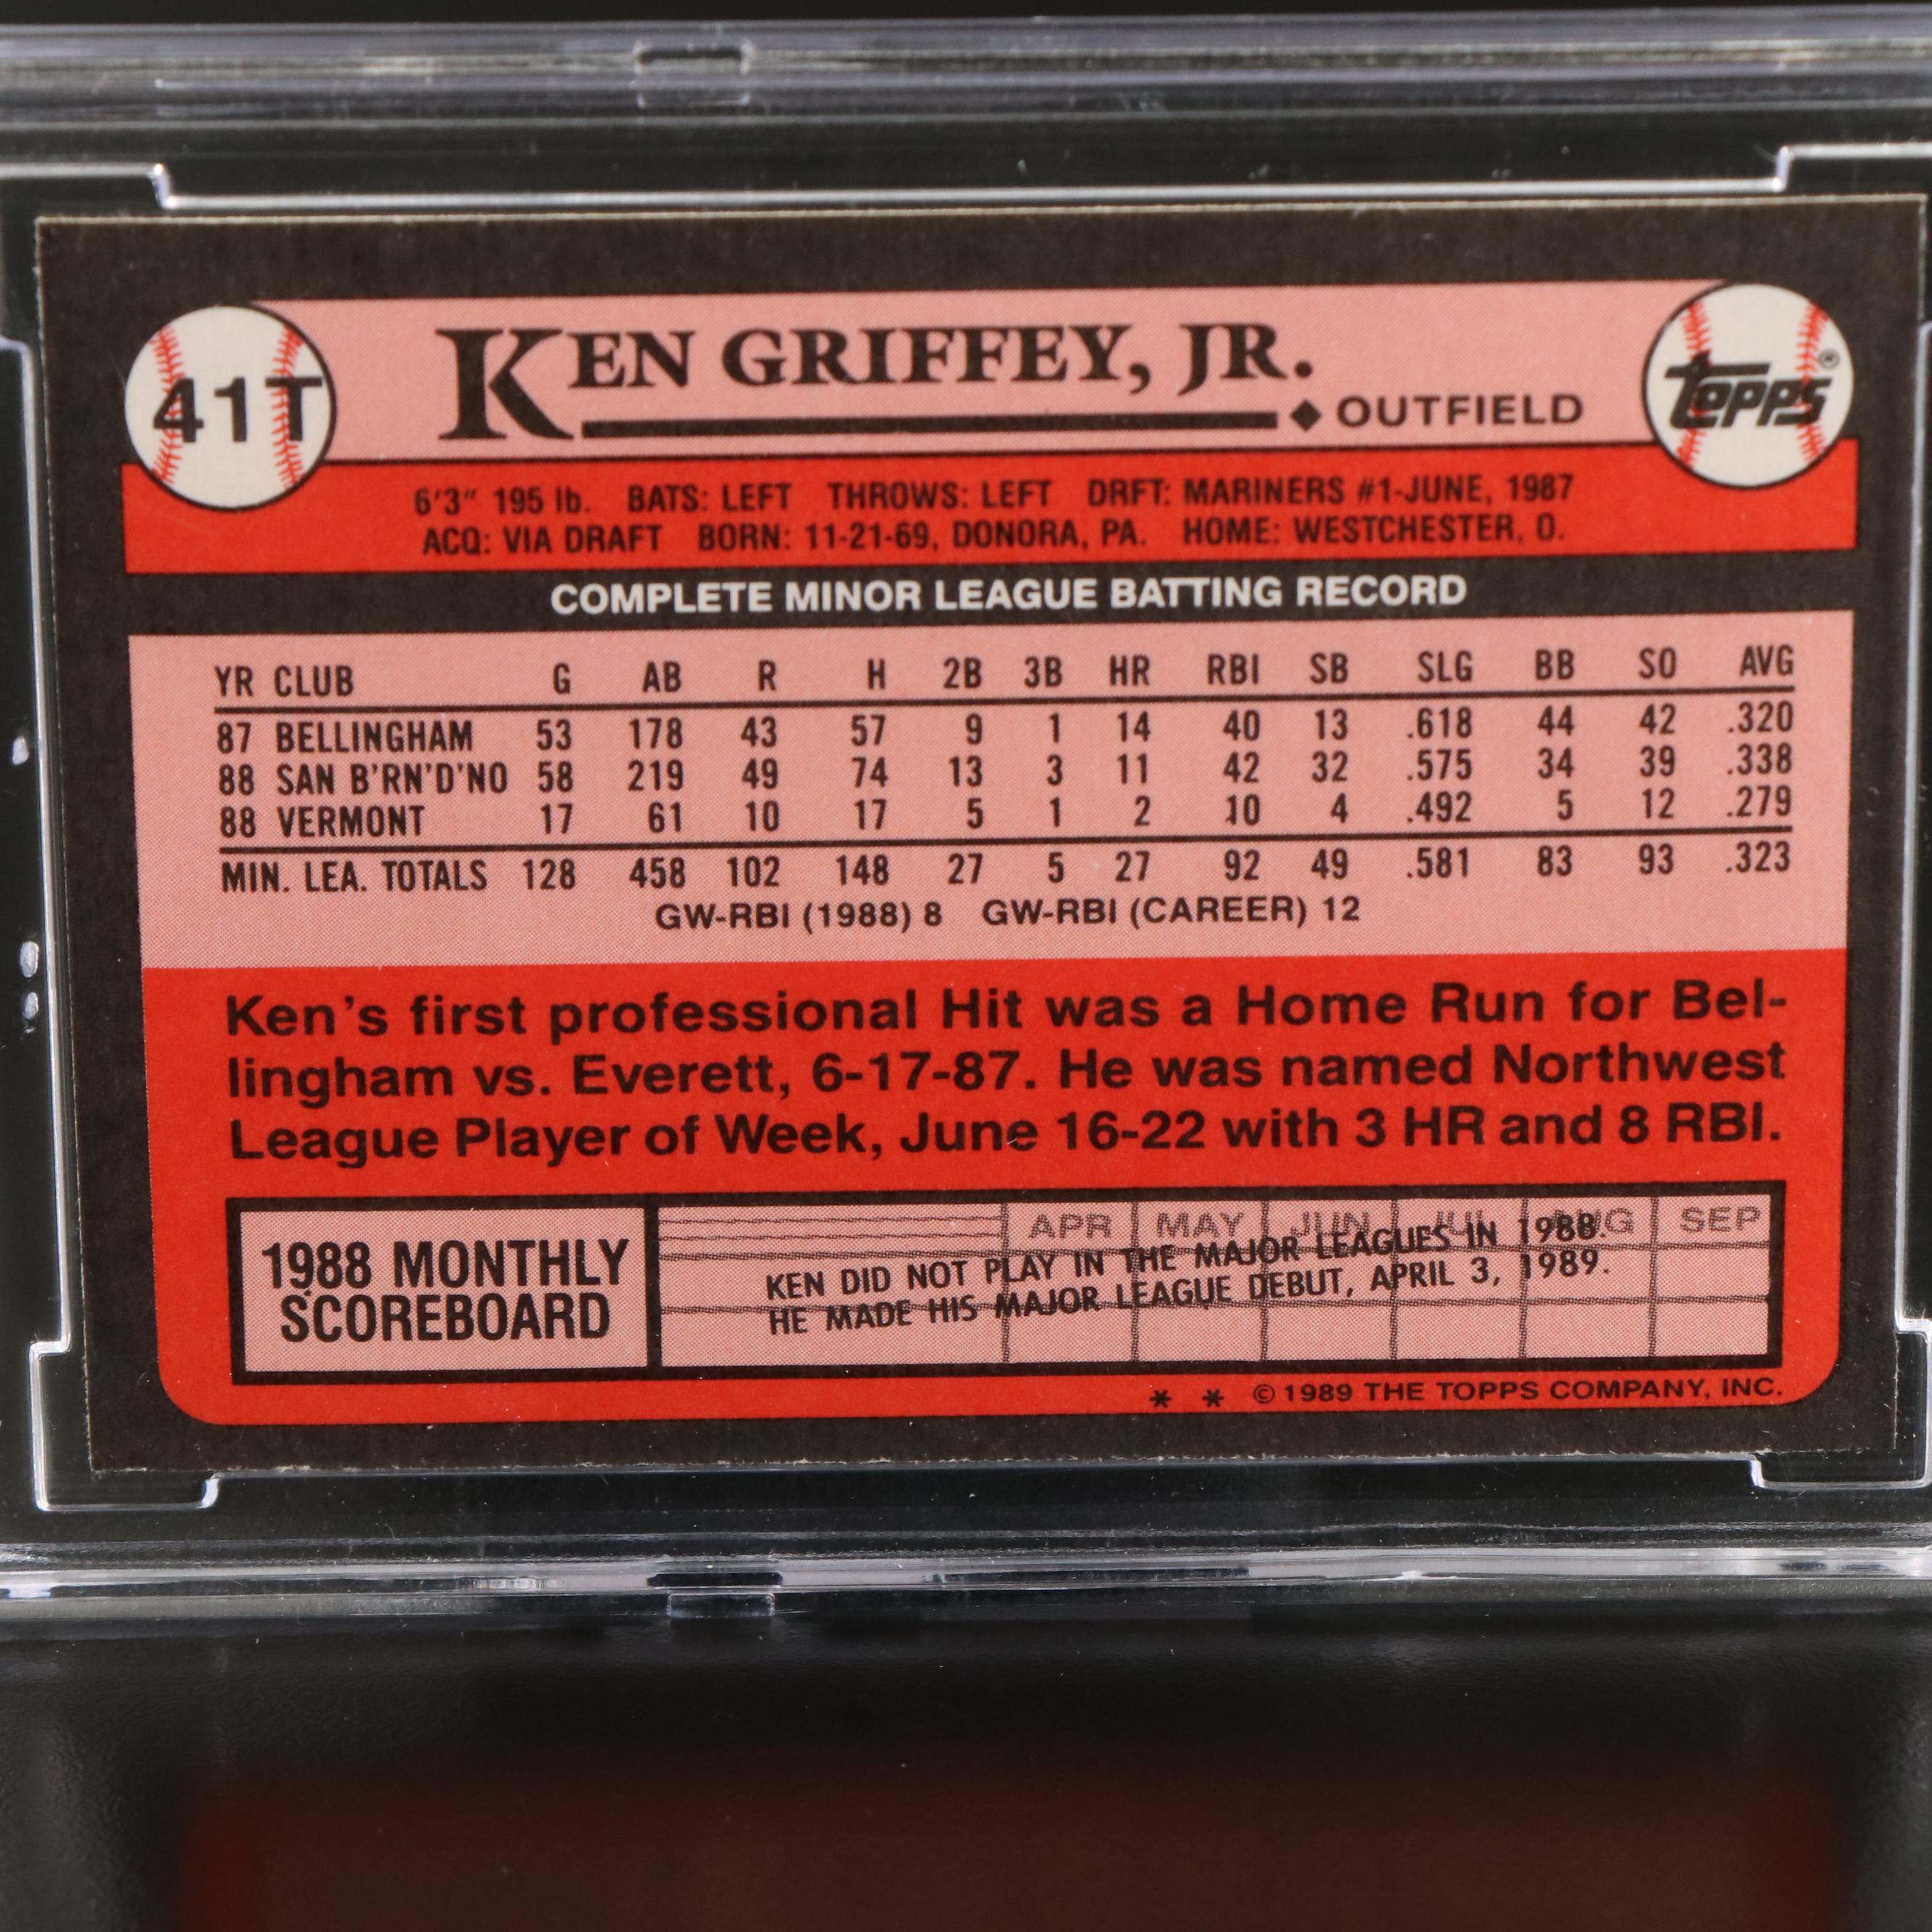 41T
KEN GRIFFEY, JR.
◆ OUTFIELD
TOPPS®
6'3" 195 lb. BATS: LEFT THROWS: LEFT DRFT: MARINERS #1-JUNE, 1987
ACQ: VIA DRAFT BORN: 11-21-69, DONORA, PA. HOME: WESTCHESTER, O.
COMPLETE MINOR LEAGUE BATTING RECORD
YR CLUB G AB R H 2B 3B HR RBI SB SLG BB SO AVG
87 BELLINGHAM 53 178 43 57 9 1 14 40 13 .618 44 42 .320
88 SAN B'RN'D'NO 58 219 49 74 13 3 11 42 32 .575 34 39 .338
88 VERMONT 17 61 10 17 5 1 2 10 4 .492 5 12 .279
MIN. LEA. TOTALS 128 458 102 148 27 5 27 92 49 .581 83 93 .323
GW-RBI (1988) 8 GW-RBI (CAREER) 12
Ken's first professional Hit was a Home Run for Bel-
lingham vs. Everett, 6-17-87. He was named Northwest
League Player of Week, June 16-22 with 3 HR and 8 RBI.
1988 MONTHLY
SCOREBOARD
APR MAY JUN JUL AUG SEP
KEN DID NOT PLAY IN THE MAJOR LEAGUES IN 1988.
HE MADE HIS MAJOR LEAGUE DEBUT, APRIL 3, 1989.
* * © 1989 THE TOPPS COMPANY, INC.